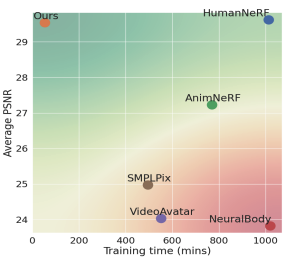 Ours
HumanNeRF
AnimNeRF
SMPLPix
VideoAvatar
NeuralBody
Average PSNR
29
28
27
26
25
24
0
200
400
600
800
1000
Training time (mins)